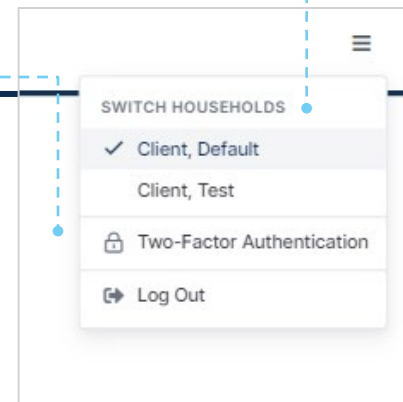 SWITCH HOUSEHOLDS
Client, Default
Client, Test
Two-Factor Authentication
Log Out